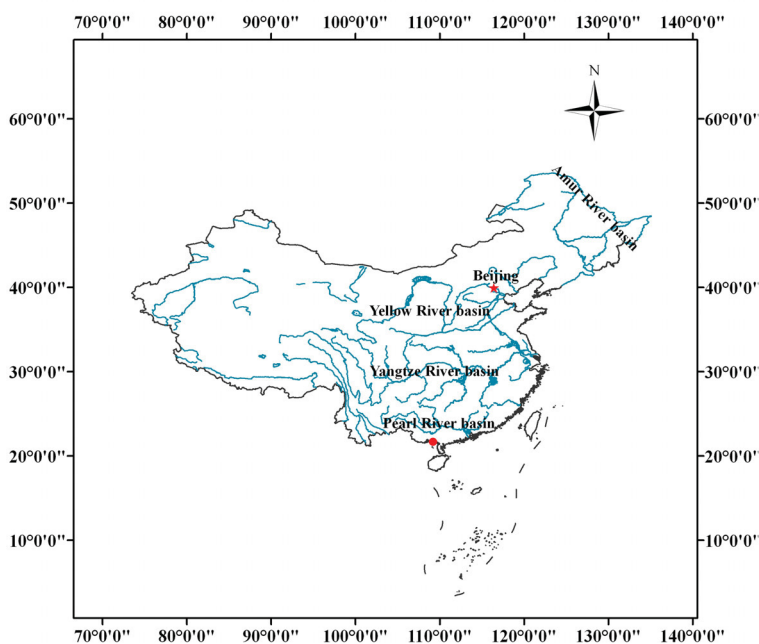 70°0'0" 80°0'0" 90°0'0" 100°0'0" 110°0'0" 120°0'0" 130°0'0" 140°0'0"
N
60°0'0" 60°0'0"
Amur River basin
50°0'0" 50°0'0"
Beijing
40°0'0" 40°0'0"
Yellow River basin
Yangtze River basin
30°0'0" 30°0'0"
Pearl River basin
20°0'0" 20°0'0"
10°0'0" 10°0'0"
70°0'0" 80°0'0" 90°0'0" 100°0'0" 110°0'0" 120°0'0" 130°0'0" 140°0'0"